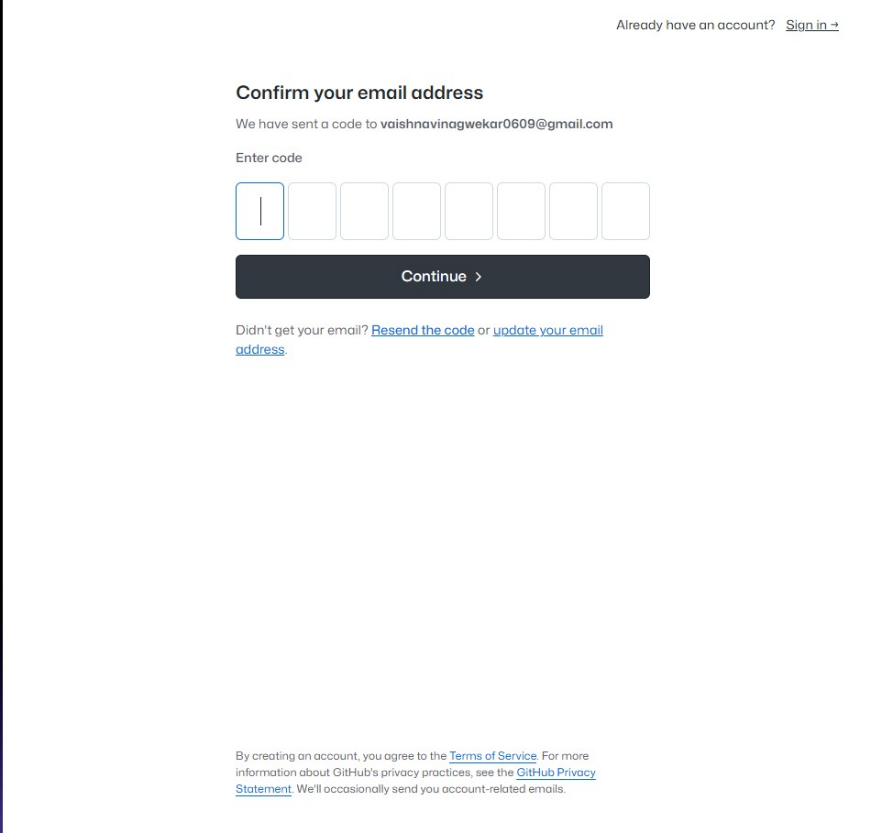 Already have an account? Sign in →
Confirm your email address
We have sent a code to vaishnavinagwekar0609@gmail.com
Enter code
Continue >
Didn't get your email? Resend the code or update your email
address.
By creating an account, you agree to the Terms of Service. For more
information about GitHub's privacy practices, see the GitHub Privacy
Statement. We'll occasionally send you account-related emails.